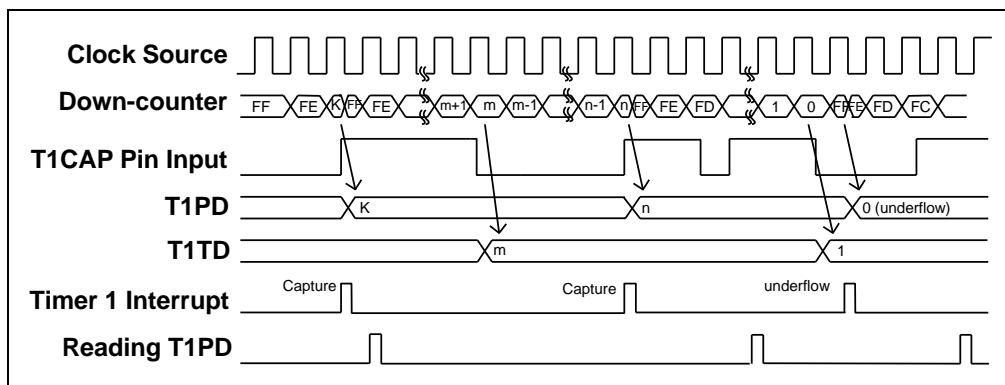 Clock Source
Down-counter FF FE K FF FE m+1 m m-1 n-1 n FF FE FD 1 0 FF FE FD FC
T1CAP Pin Input
T1PD K n 0 (underflow)
T1TD m 1
Timer 1 Interrupt Capture Capture underflow
Reading T1PD